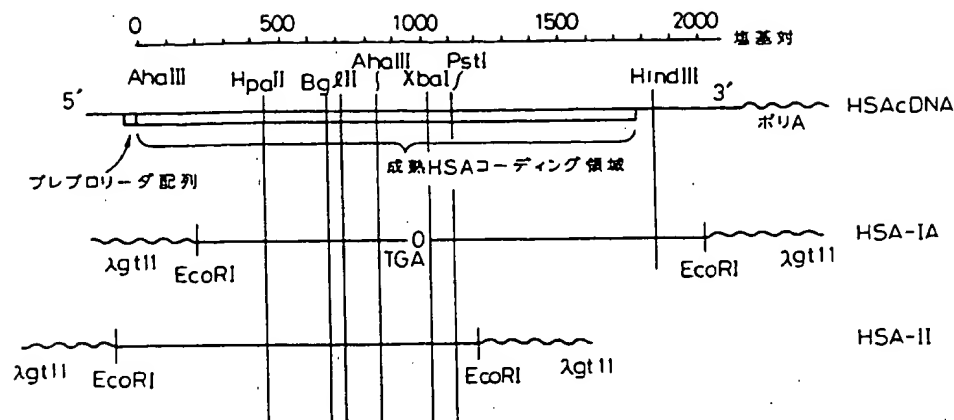 0 500 1000 1500 2000 塩基対
AhaIII HpaII BglII AhaIII XbaI PstI HindIII
5′ 3′ HSAcDNA
ポリA
成熟HSAコーディング領域
プレプロリーダ配列
O HSA-IA
λgt11 TGA λgt11
EcoRI EcoRI
HSA-II
λgt11 EcoRI EcoRI λgt11